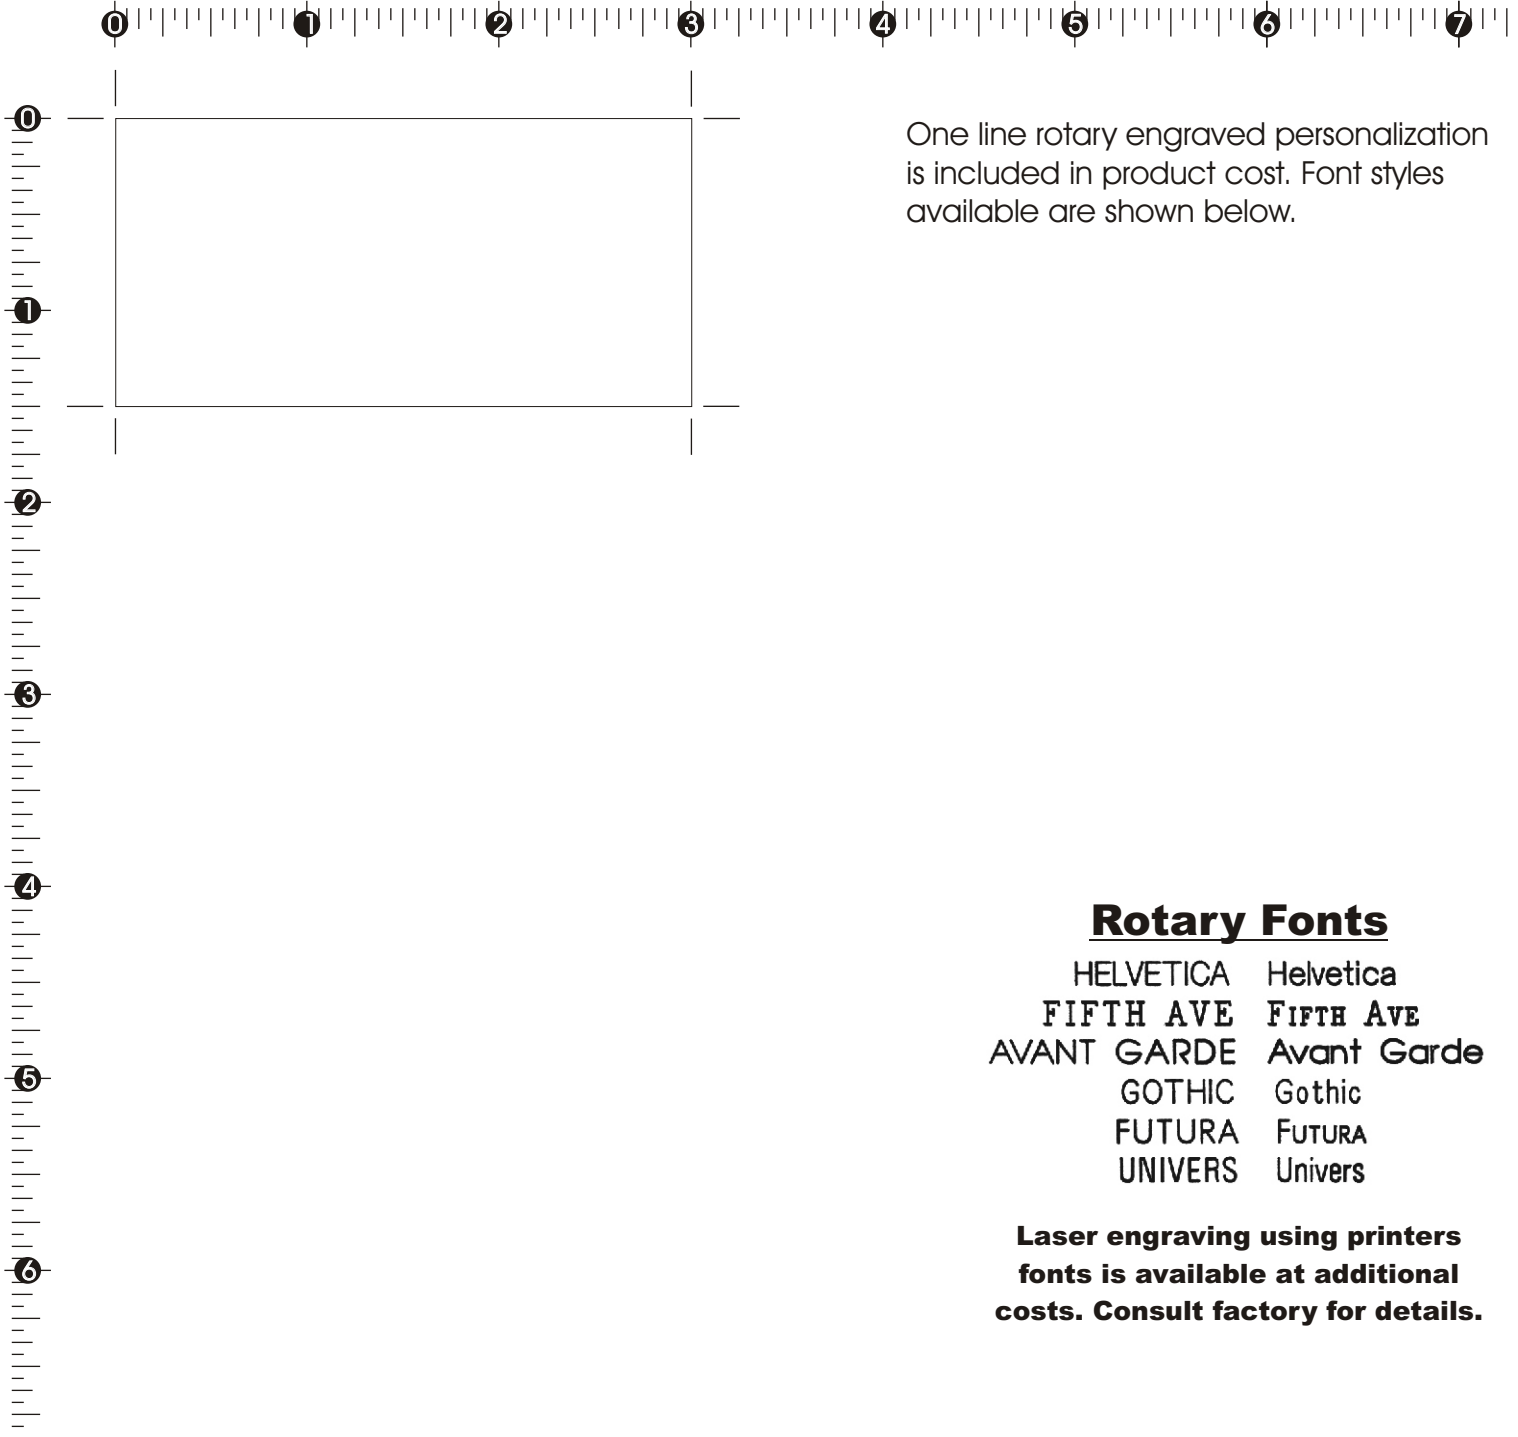 0 1 2 3 4 5 6 7
0
1
2
3
4
5
6
One line rotary engraved personalization
is included in product cost. Font styles
available are shown below.
Rotary Fonts
HELVETICA Helvetica
FIFTH AVE FIFTH AVE
AVANT GARDE Avant Garde
GOTHIC Gothic
FUTURA FUTURA
UNIVERS Univers
Laser engraving using printers
fonts is available at additional
costs. Consult factory for details.